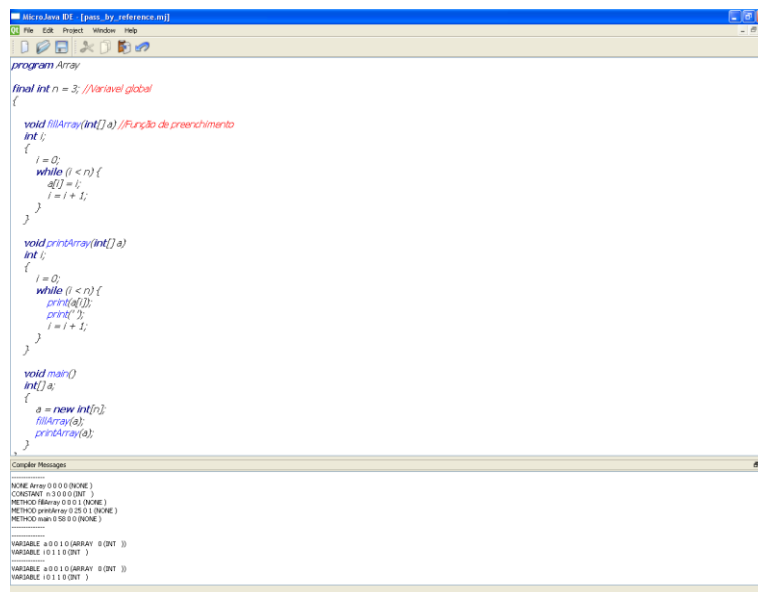 MicroJava IDE - [pass_by_reference.mj]
File Edit Project Window Help
program Array
final int n = 3; //Variavel global
{
void fillArray(int[] a) //Função de preenchimento
int i;
{
i = 0;
while (i < n) {
a[i] = i;
i = i + 1;
}
}
void printArray(int[] a)
int i;
{
i = 0;
while (i < n) {
print(a[i]);
print(' ');
i = i + 1;
}
}
void main()
int[] a;
{
a = new int[n];
fillArray(a);
printArray(a);
}
Compiler Messages
--------------
NONE Array 0 0 0 0 (NONE )
CONSTANT n 3 0 0 0 (INT )
METHOD fillArray 0 0 0 1 (NONE )
METHOD printArray 0 25 0 1 (NONE )
METHOD main 0 58 0 0 (NONE )
--------------
--------------
VARIABLE a 0 0 1 0 (ARRAY 0 (INT ))
VARIABLE i 0 1 1 0 (INT )
--------------
VARIABLE a 0 0 1 0 (ARRAY 0 (INT ))
VARIABLE i 0 1 1 0 (INT )